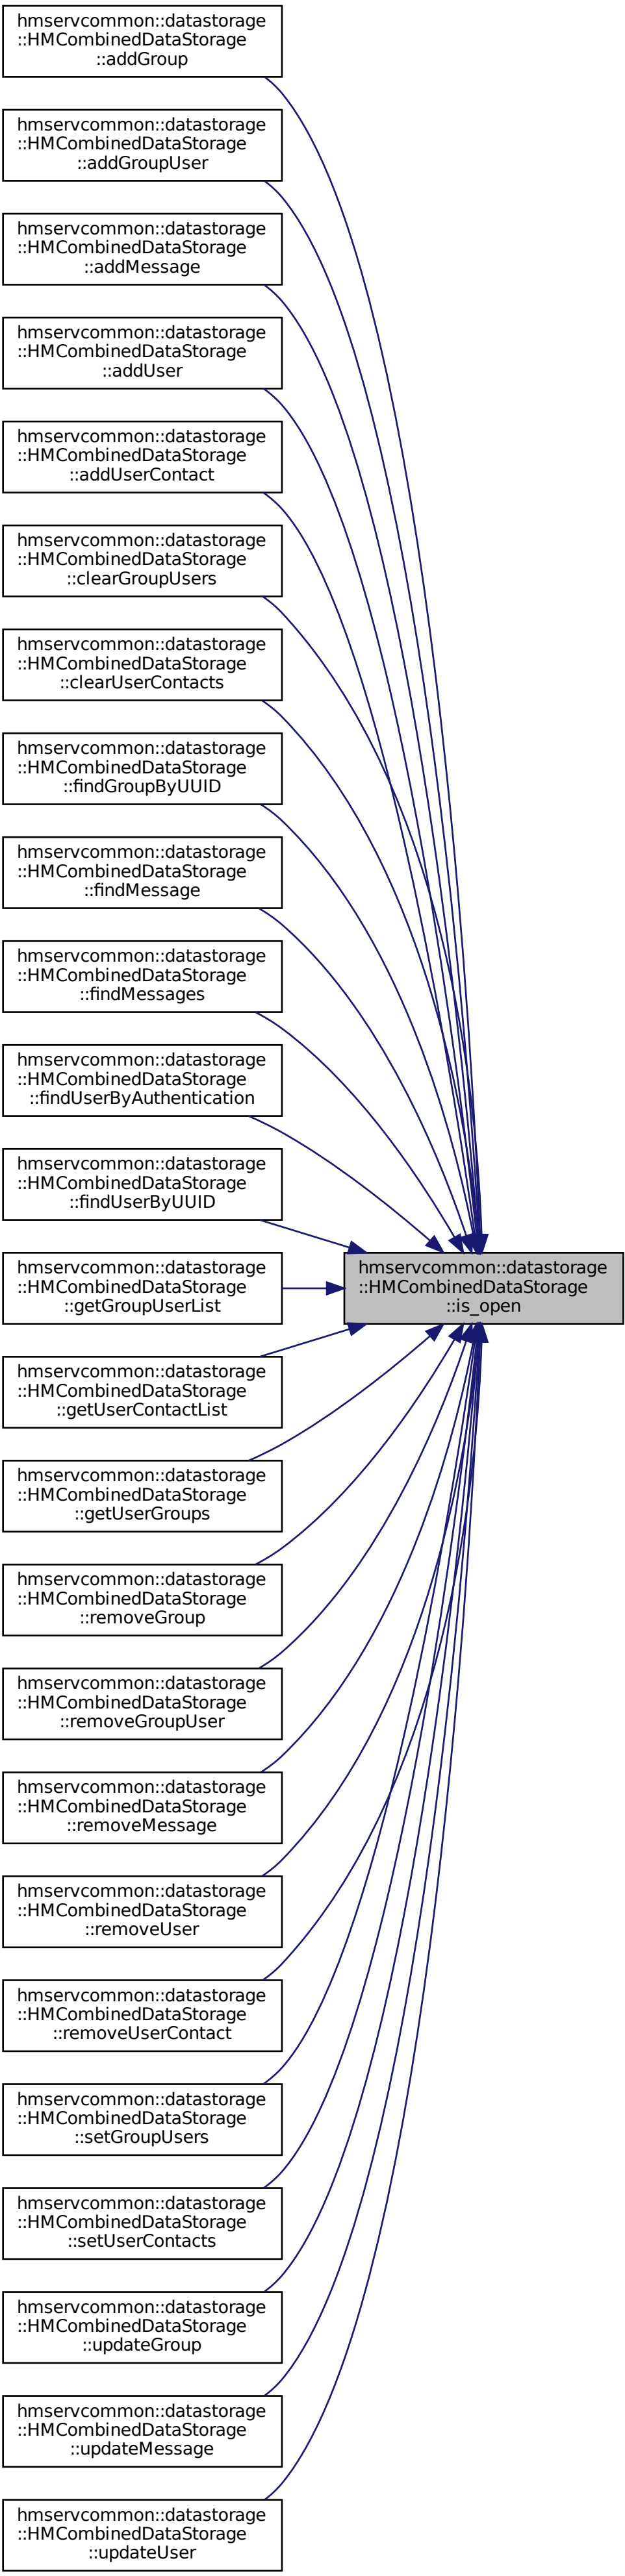 hmservcommon::datastorage
::HMCombinedDataStorage
::addGroup
hmservcommon::datastorage
::HMCombinedDataStorage
::addGroupUser
hmservcommon::datastorage
::HMCombinedDataStorage
::addMessage
hmservcommon::datastorage
::HMCombinedDataStorage
::addUser
hmservcommon::datastorage
::HMCombinedDataStorage
::addUserContact
hmservcommon::datastorage
::HMCombinedDataStorage
::clearGroupUsers
hmservcommon::datastorage
::HMCombinedDataStorage
::clearUserContacts
hmservcommon::datastorage
::HMCombinedDataStorage
::findGroupByUUID
hmservcommon::datastorage
::HMCombinedDataStorage
::findMessage
hmservcommon::datastorage
::HMCombinedDataStorage
::findMessages
hmservcommon::datastorage
::HMCombinedDataStorage
::findUserByAuthentication
hmservcommon::datastorage
::HMCombinedDataStorage
::findUserByUUID
hmservcommon::datastorage
::HMCombinedDataStorage
::getGroupUserList
hmservcommon::datastorage
::HMCombinedDataStorage
::is_open
hmservcommon::datastorage
::HMCombinedDataStorage
::getUserContactList
hmservcommon::datastorage
::HMCombinedDataStorage
::getUserGroups
hmservcommon::datastorage
::HMCombinedDataStorage
::removeGroup
hmservcommon::datastorage
::HMCombinedDataStorage
::removeGroupUser
hmservcommon::datastorage
::HMCombinedDataStorage
::removeMessage
hmservcommon::datastorage
::HMCombinedDataStorage
::removeUser
hmservcommon::datastorage
::HMCombinedDataStorage
::removeUserContact
hmservcommon::datastorage
::HMCombinedDataStorage
::setGroupUsers
hmservcommon::datastorage
::HMCombinedDataStorage
::setUserContacts
hmservcommon::datastorage
::HMCombinedDataStorage
::updateGroup
hmservcommon::datastorage
::HMCombinedDataStorage
::updateMessage
hmservcommon::datastorage
::HMCombinedDataStorage
::updateUser